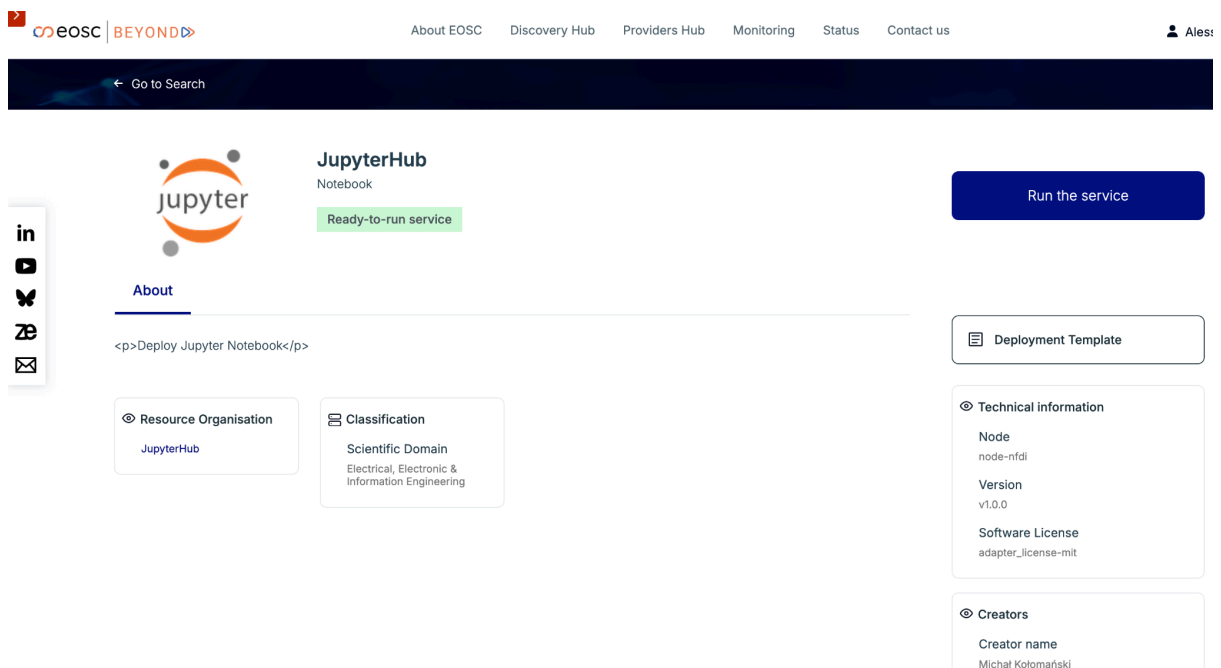 eosc BEYOND
About EOSC Discovery Hub Providers Hub Monitoring Status Contact us
Aless
← Go to Search
jupyter
JupyterHub
Notebook
Ready-to-run service
Run the service
in
ze
About
<p>Deploy Jupyter Notebook</p>
Resource Organisation
JupyterHub
Classification
Scientific Domain
Electrical, Electronic &
Information Engineering
Deployment Template
Technical information
Node
node-nfdi
Version
v1.0.0
Software License
adapter_license-mit
Creators
Creator name
Michał Kołomański